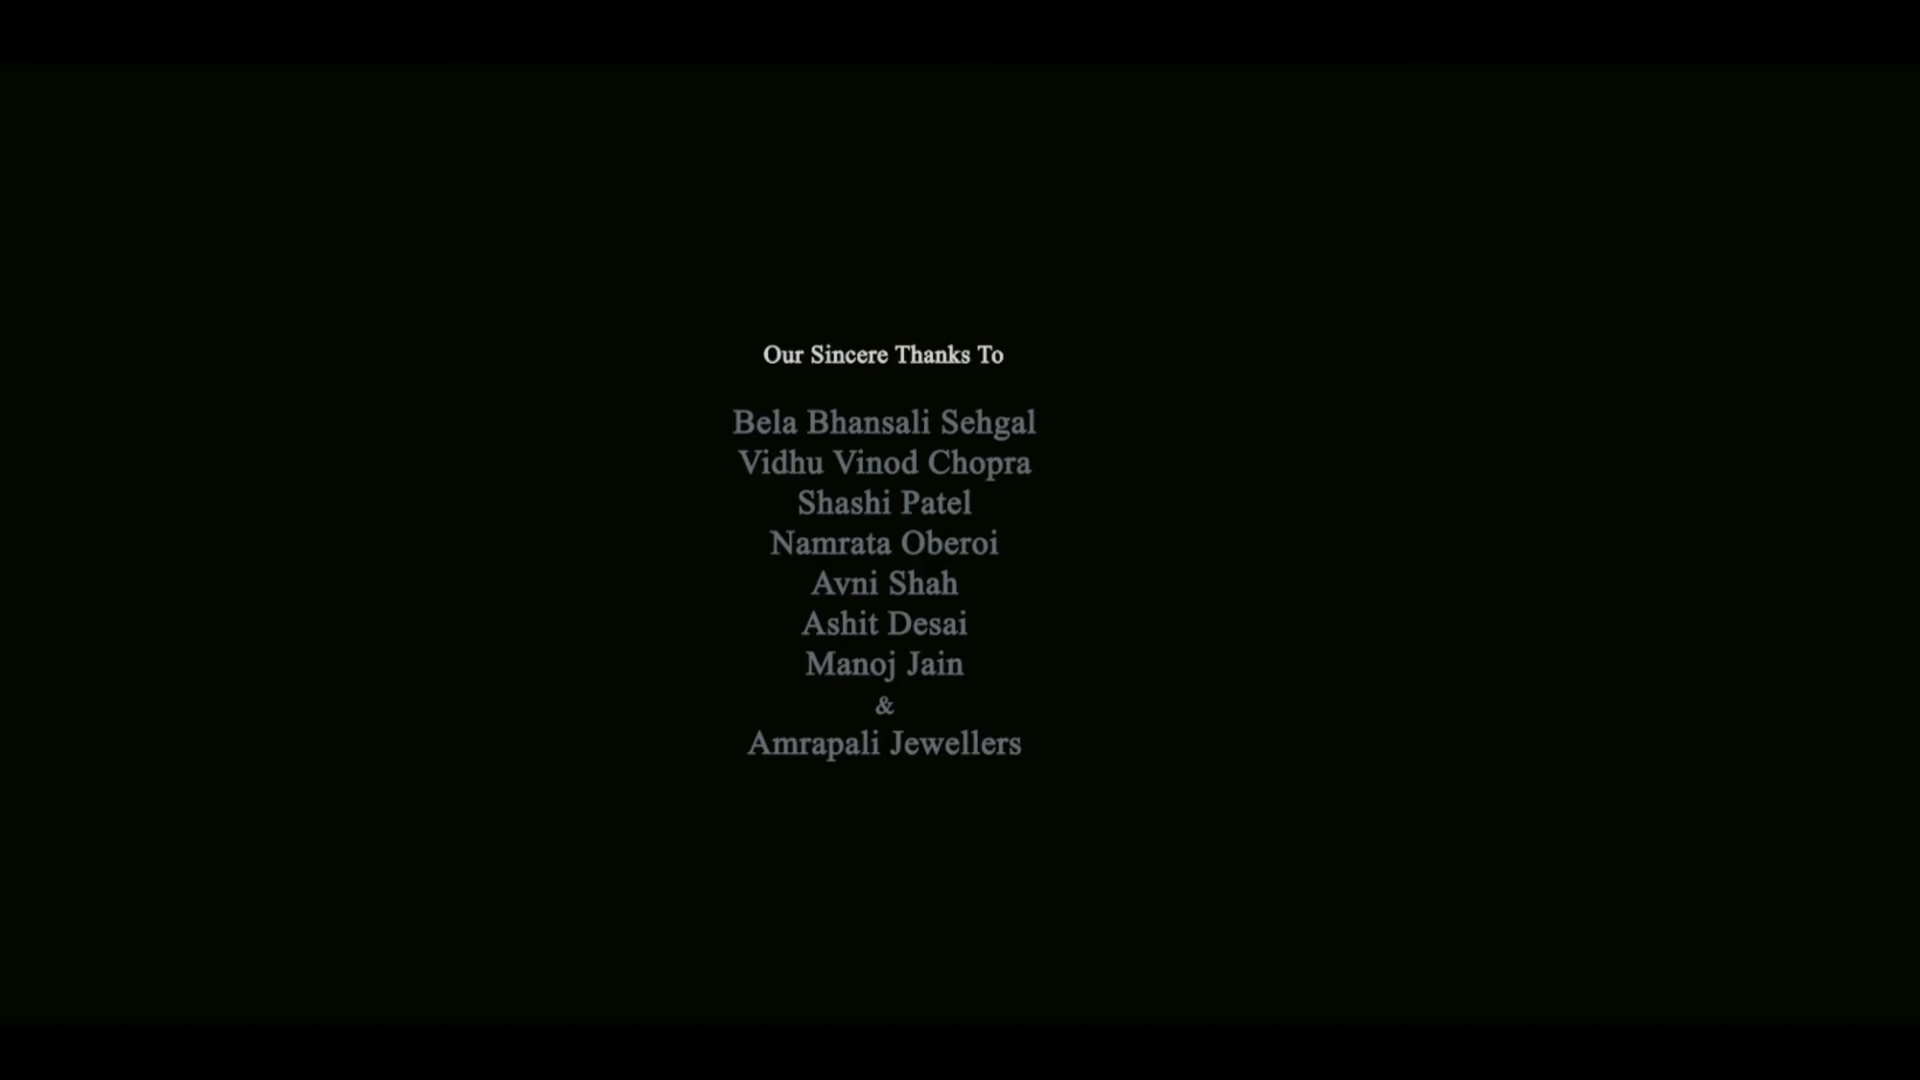 Our Sincere Thanks To
Bela Bhansali Sehgal
Vidhu Vinod Chopra
Shashi Patel
Namrata Oberoi
Avni Shah
Ashit Desai
Manoj Jain
&
Amrapali Jewellers